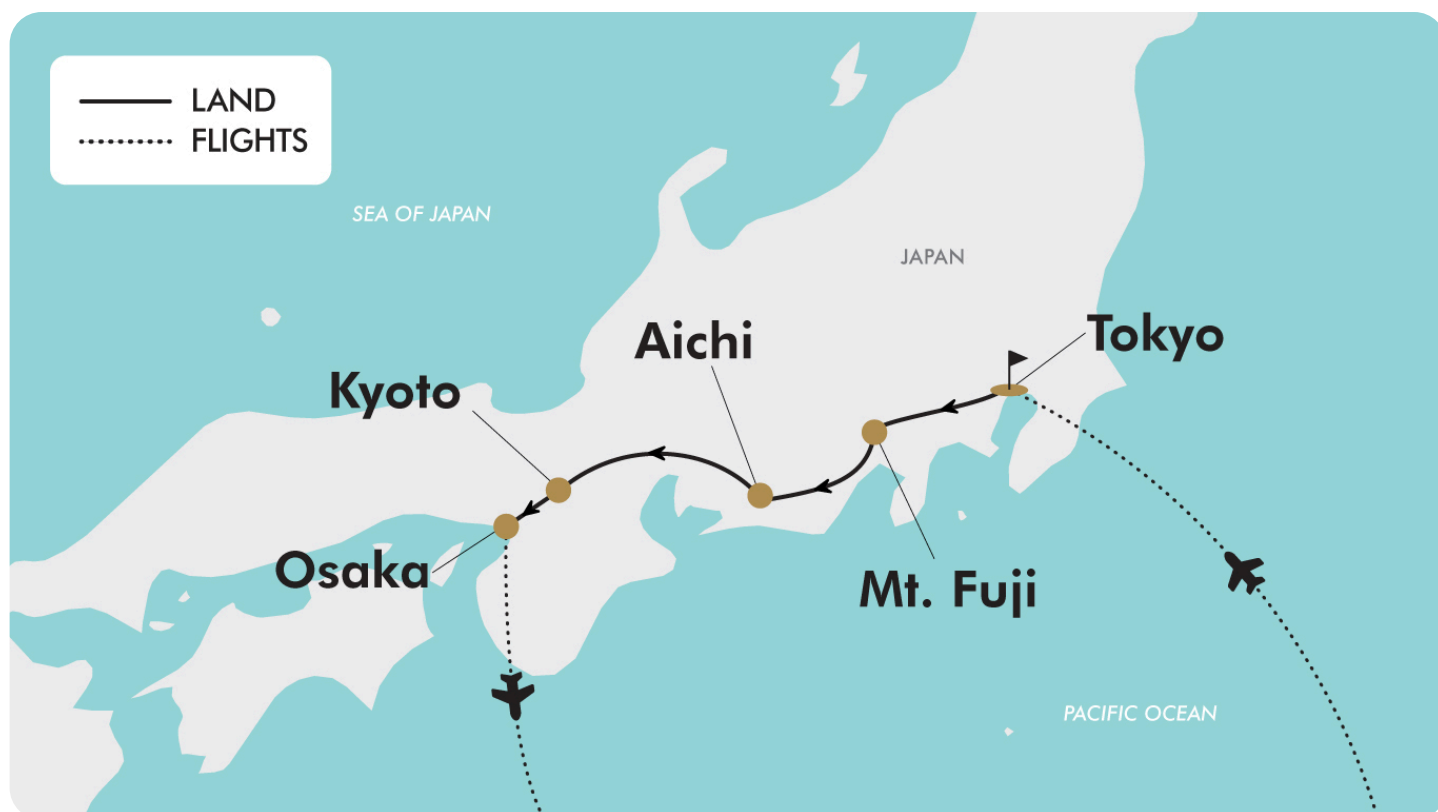 LAND
FLIGHTS
SEA OF JAPAN
JAPAN
Tokyo
Aichi
Kyoto
Osaka
Mt. Fuji
PACIFIC OCEAN